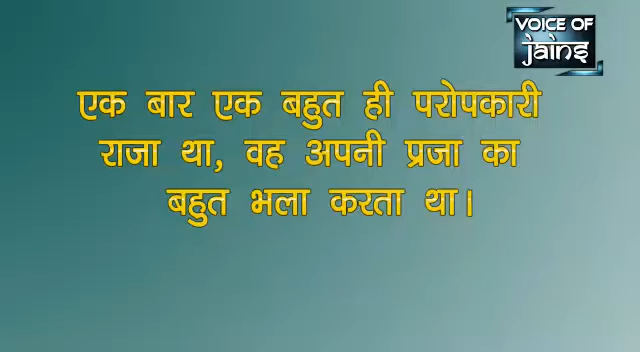 VOICE OF
jains
एक बार एक बहुत ही परोपकारी
राजा था, वह अपनी प्रजा का
बहुत भला करता था।